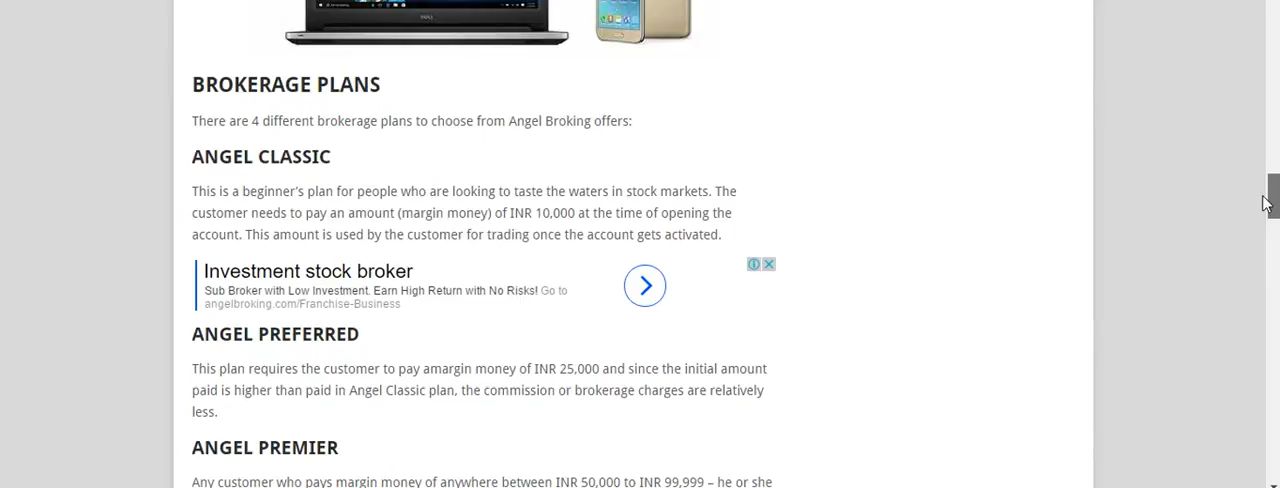 BROKERAGE PLANS
There are 4 different brokerage plans to choose from Angel Broking offers:
ANGEL CLASSIC
This is a beginner's plan for people who are looking to taste the waters in stock markets. The
customer needs to pay an amount (margin money) of INR 10,000 at the time of opening the
account. This amount is used by the customer for trading once the account gets activated.
Investment stock broker
Sub Broker with Low Investment. Earn High Return with No Risks! Go to
angelbroking.com/Franchise-Business
ANGEL PREFERRED
This plan requires the customer to pay amargin money of INR 25,000 and since the initial amount
paid is higher than paid in Angel Classic plan, the commission or brokerage charges are relatively
less.
ANGEL PREMIER
Any customer who pays margin money of anywhere between INR 50,000 to INR 99,999 – he or she